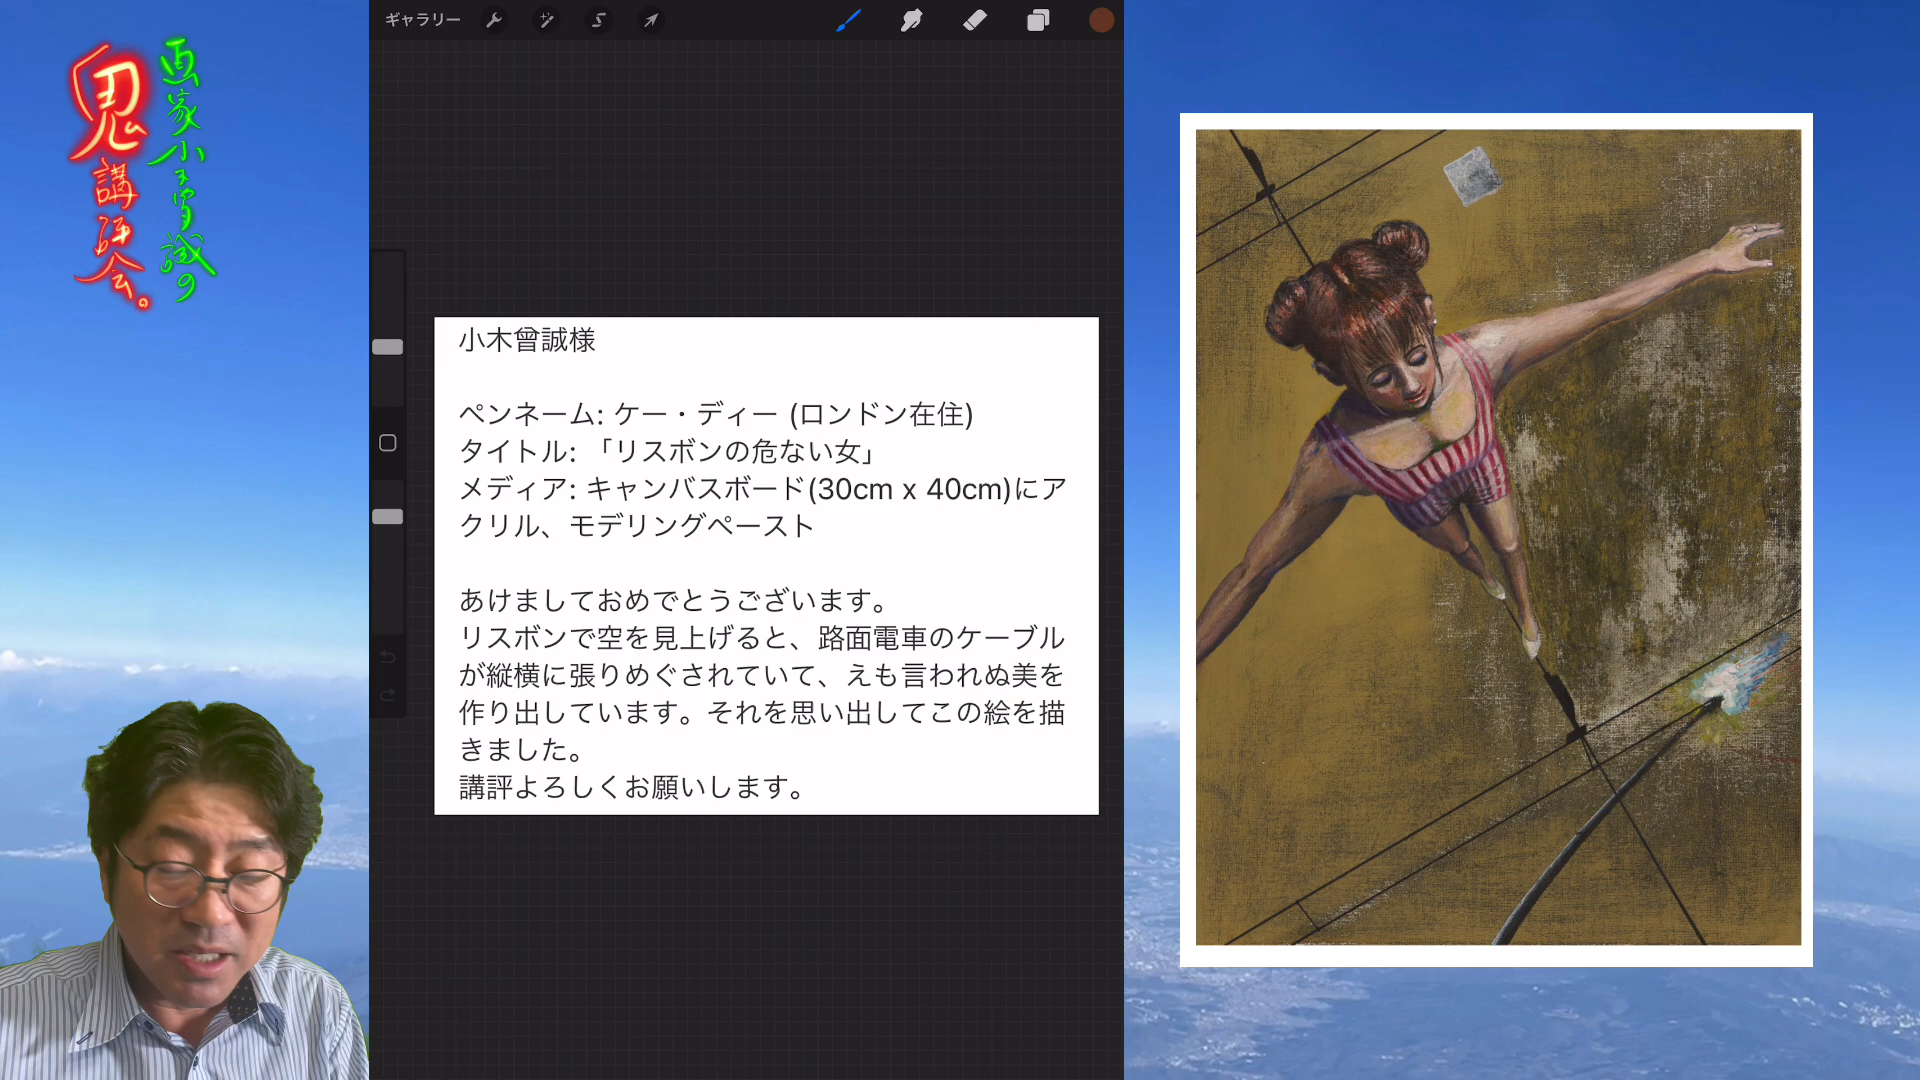 画家小木曽誠の
鬼講評会。
ギャラリー
小木曾誠様
ペンネーム: ケー・ディー (ロンドン在住)
タイトル: 「リスボンの危ない女」
メディア: キャンバスボード(30cm x 40cm)にア
クリル、モデリングペースト
あけましておめでとうございます。
リスボンで空を見上げると、路面電車のケーブル
が縦横に張りめぐされていて、えも言われぬ美を
作り出しています。それを思い出してこの絵を描
きました。
講評よろしくお願いします。